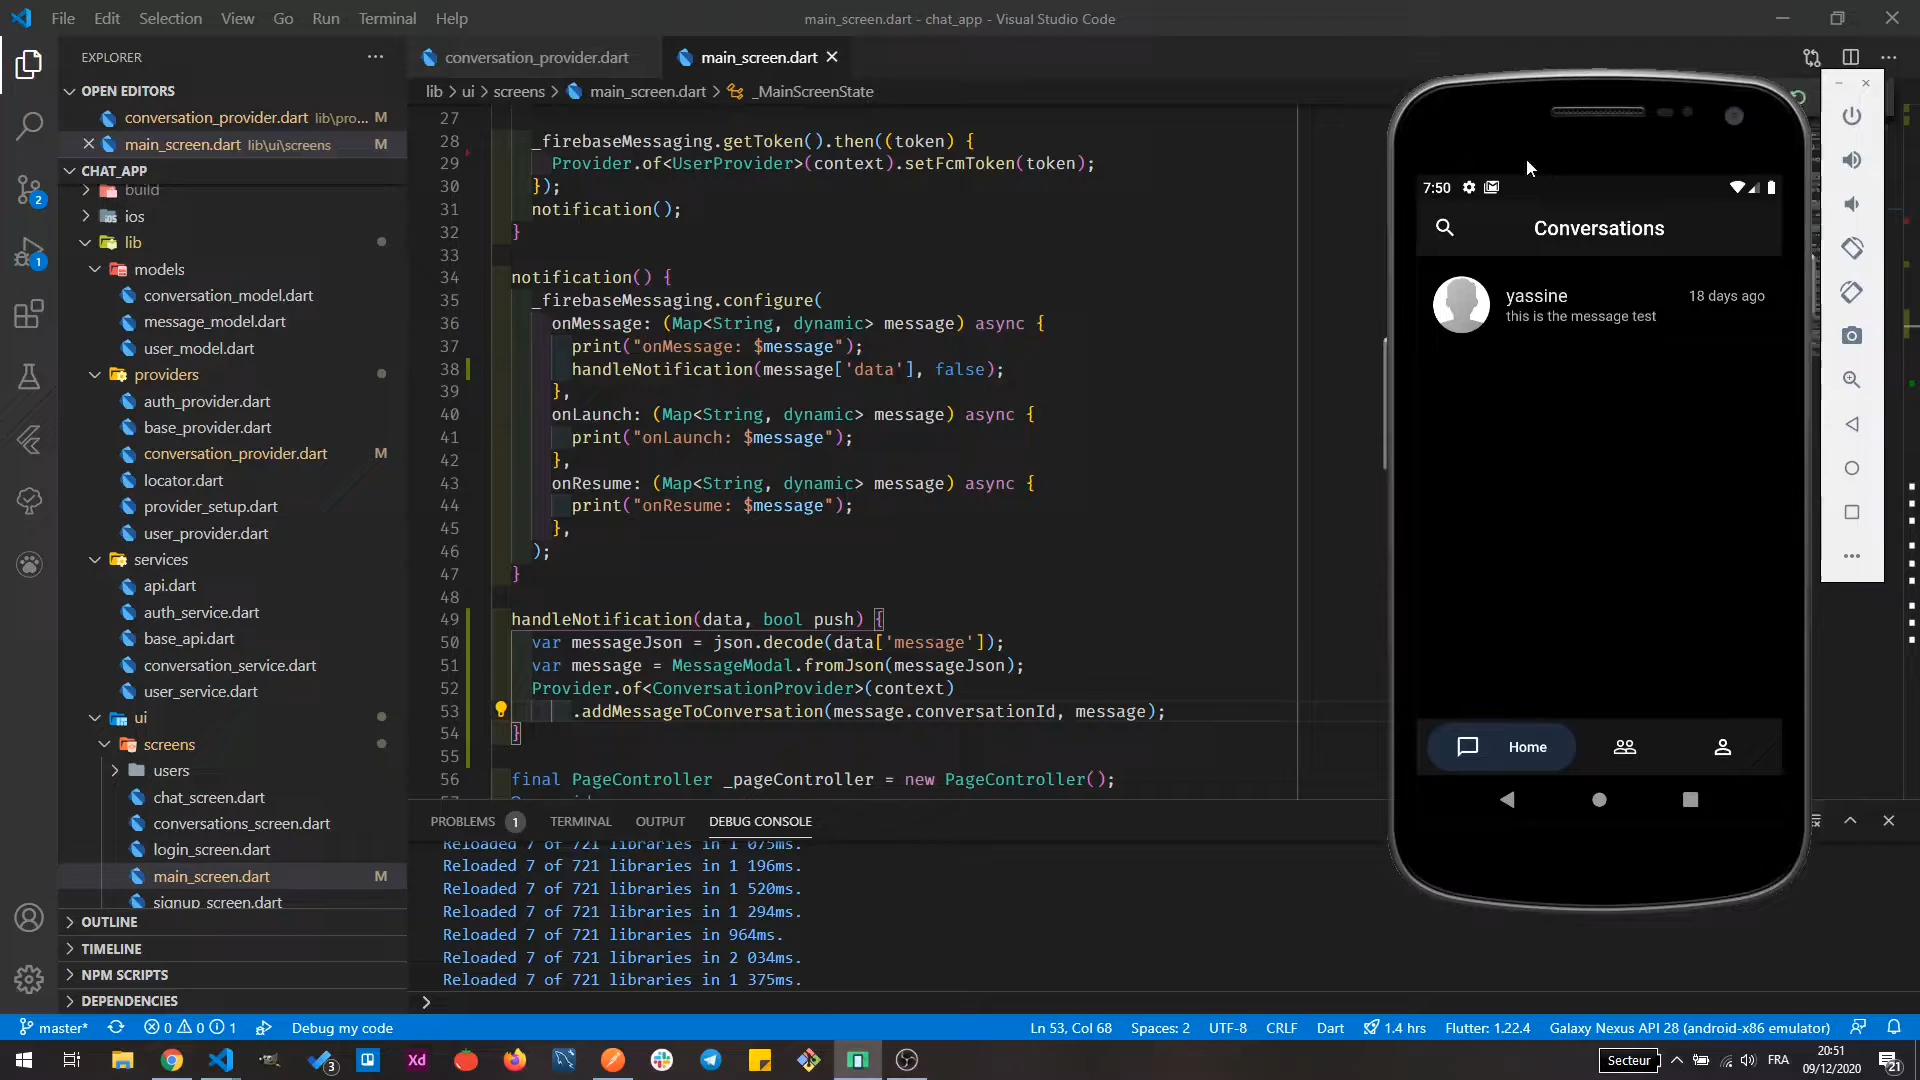 File Edit Selection View Go Run Terminal Help
main_screen.dart - chat_app - Visual Studio Code
EXPLORER
OPEN EDITORS
conversation_provider.dart lib\pro... M
main_screen.dart lib\ui\screens M
CHAT_APP
build
ios
lib
models
conversation_model.dart
message_model.dart
user_model.dart
providers
auth_provider.dart
base_provider.dart
conversation_provider.dart M
locator.dart
provider_setup.dart
user_provider.dart
services
api.dart
auth_service.dart
base_api.dart
conversation_service.dart
user_service.dart
ui
screens
users
chat_screen.dart
conversations_screen.dart
login_screen.dart
main_screen.dart M
signup_screen.dart
OUTLINE
TIMELINE
NPM SCRIPTS
DEPENDENCIES
2
1
conversation_provider.dart
main_screen.dart
lib > ui > screens > main_screen.dart > _MainScreenState
27
28 _firebaseMessaging.getToken().then((token) {
29 Provider.of<UserProvider>(context).setFcmToken(token);
30 });
31 notification();
32 }
33
34 notification() {
35 _firebaseMessaging.configure(
36 onMessage: (Map<String, dynamic> message) async {
37 print("onMessage: $message");
38 handleNotification(message['data'], false);
39 },
40 onLaunch: (Map<String, dynamic> message) async {
41 print("onLaunch: $message");
42 },
43 onResume: (Map<String, dynamic> message) async {
44 print("onResume: $message");
45 },
46 );
47 }
48
49 handleNotification(data, bool push) {
50 var messageJson = json.decode(data['message']);
51 var message = MessageModal.fromJson(messageJson);
52 Provider.of<ConversationProvider>(context)
53 .addMessageToConversation(message.conversationId, message);
54 }
55
56 final PageController _pageController = new PageController();
PROBLEMS 1 TERMINAL OUTPUT DEBUG CONSOLE
Reloaded 7 of 721 libraries in 1 075ms.
Reloaded 7 of 721 libraries in 1 196ms.
Reloaded 7 of 721 libraries in 1 520ms.
Reloaded 7 of 721 libraries in 1 294ms.
Reloaded 7 of 721 libraries in 964ms.
Reloaded 7 of 721 libraries in 2 034ms.
Reloaded 7 of 721 libraries in 1 375ms.
7:50
Conversations
yassine 18 days ago
this is the message test
Home
master* 0 0 1 Debug my code
Ln 53, Col 68 Spaces: 2 UTF-8 CRLF Dart 1.4 hrs Flutter: 1.22.4 Galaxy Nexus API 28 (android-x86 emulator)
3
Xd
Secteur
FRA
20:51
09/12/2020
21